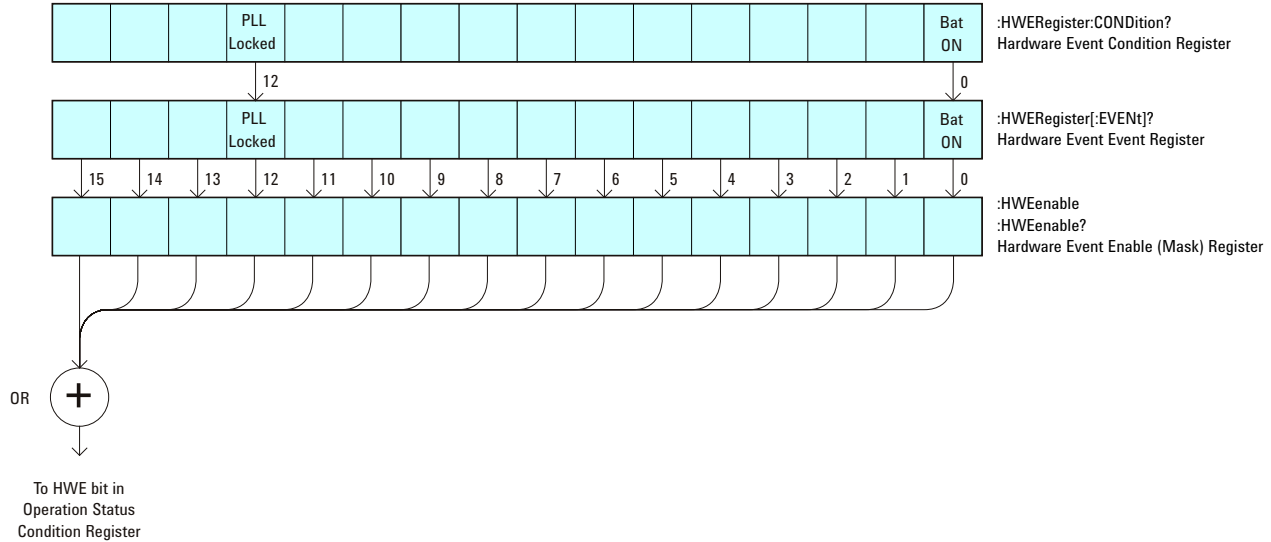 PLL Locked
Bat ON
:HWERegister:CONDition?
Hardware Event Condition Register
12
0
PLL Locked
Bat ON
:HWERegister[:EVENt]?
Hardware Event Event Register
15 14 13 12 11 10 9 8 7 6 5 4 3 2 1 0
:HWEenable
:HWEenable?
Hardware Event Enable (Mask) Register
OR
+
To HWE bit in
Operation Status
Condition Register